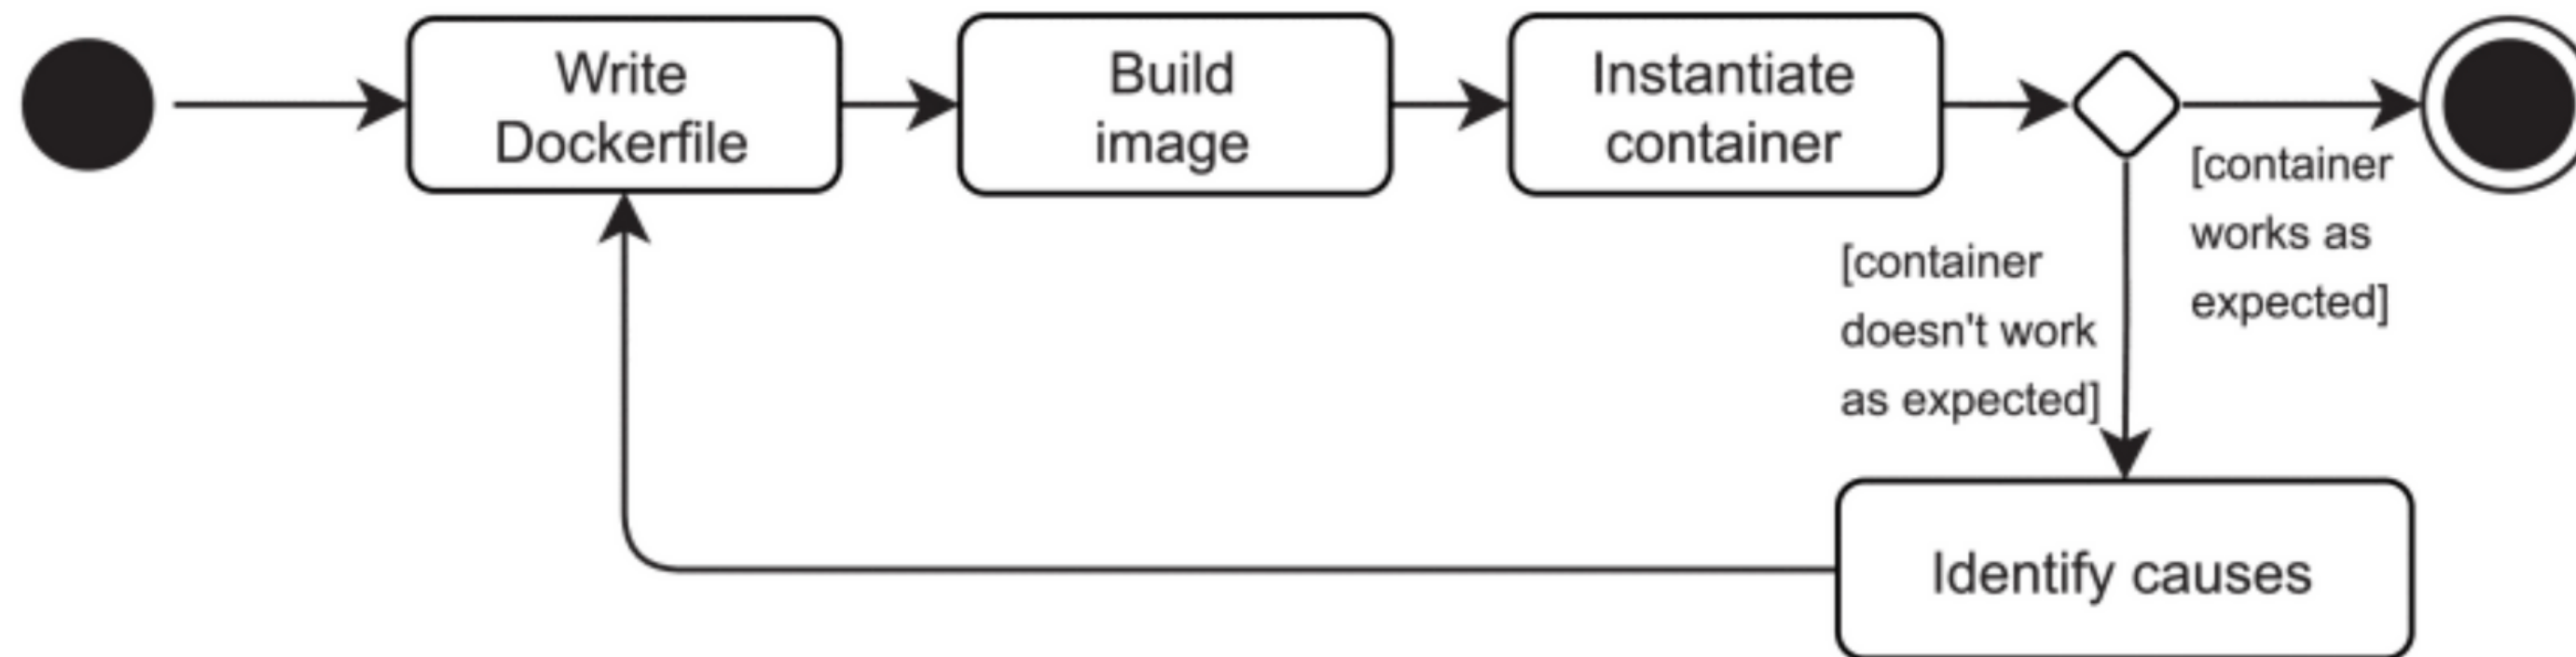 Write
Dockerfile
Build
image
Instantiate
container
[container
works as
expected]
[container
doesn't work
as expected]
Identify causes